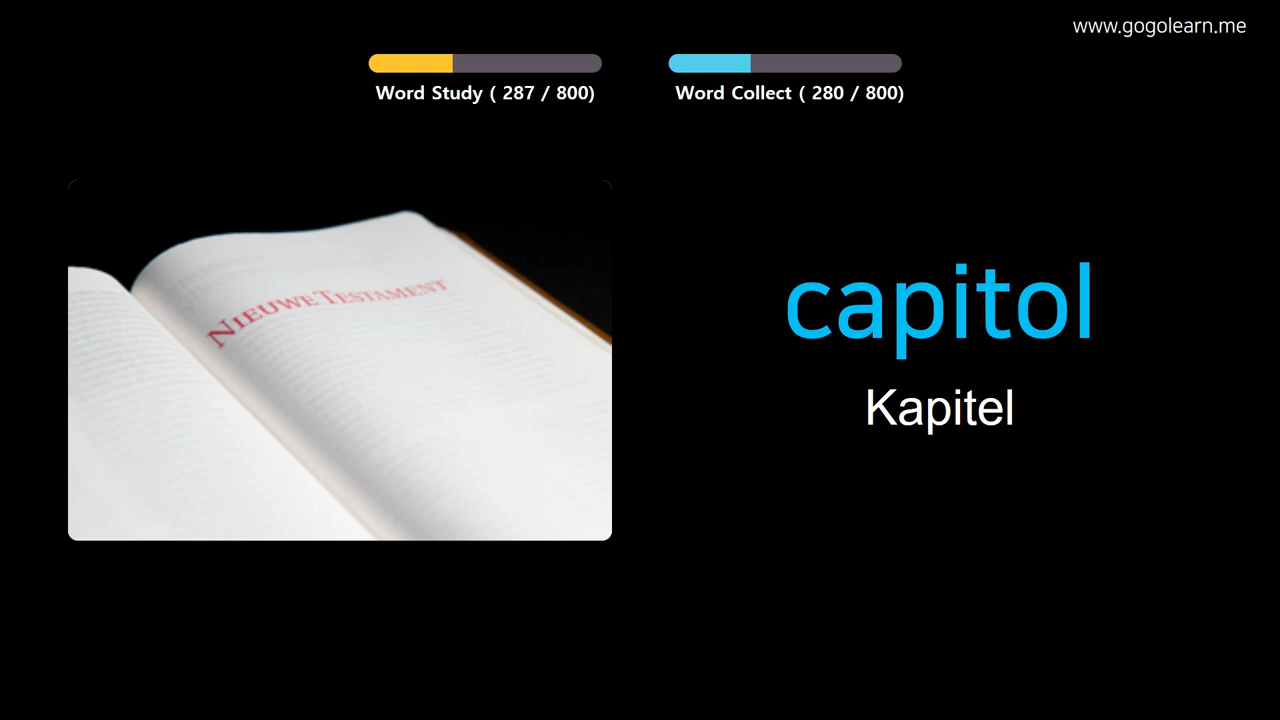 www.gogolearn.me
Word Study ( 287 / 800)
Word Collect ( 280 / 800)
NIEUWE TESTAMENT
capitol
Kapitel